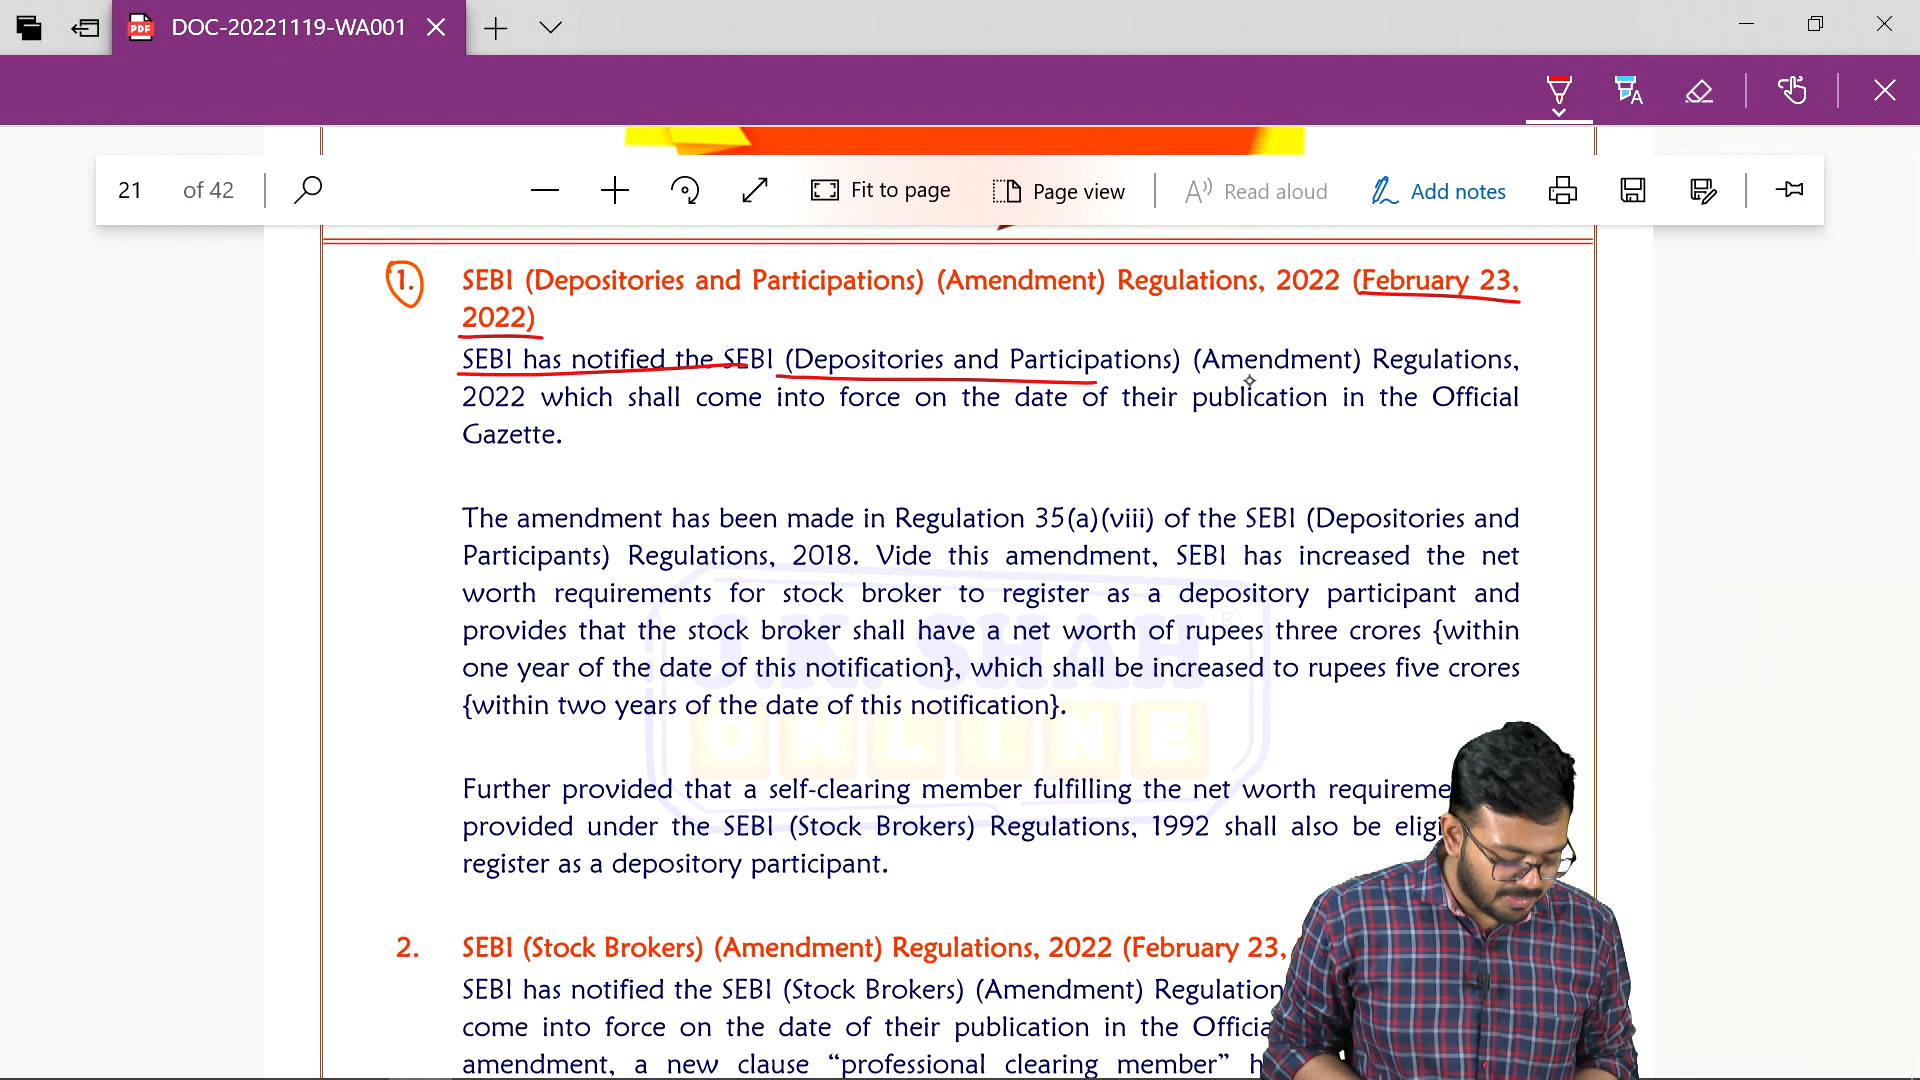 DOC-20221119-WA001
21 of 42 Fit to page Page view Read aloud Add notes
1. SEBI (Depositories and Participations) (Amendment) Regulations, 2022 (February 23,
2022)
SEBI has notified the SEBI (Depositories and Participations) (Amendment) Regulations,
2022 which shall come into force on the date of their publication in the Official
Gazette.
The amendment has been made in Regulation 35(a)(viii) of the SEBI (Depositories and
Participants) Regulations, 2018. Vide this amendment, SEBI has increased the net
worth requirements for stock broker to register as a depository participant and
provides that the stock broker shall have a net worth of rupees three crores {within
one year of the date of this notification}, which shall be increased to rupees five crores
{within two years of the date of this notification}.
J.K. SHAH
ONLINE
Further provided that a self-clearing member fulfilling the net worth
provided under the SEBI (Stock Brokers) Regulations, 1992 shall also be
register as a depository participant.
2. SEBI (Stock Brokers) (Amendment) Regulations, 2022 (February 23,
SEBI has notified the SEBI (Stock Brokers) (Amendment)
come into force on the date of their publication in the
amendment, a new clause “professional clearing member”